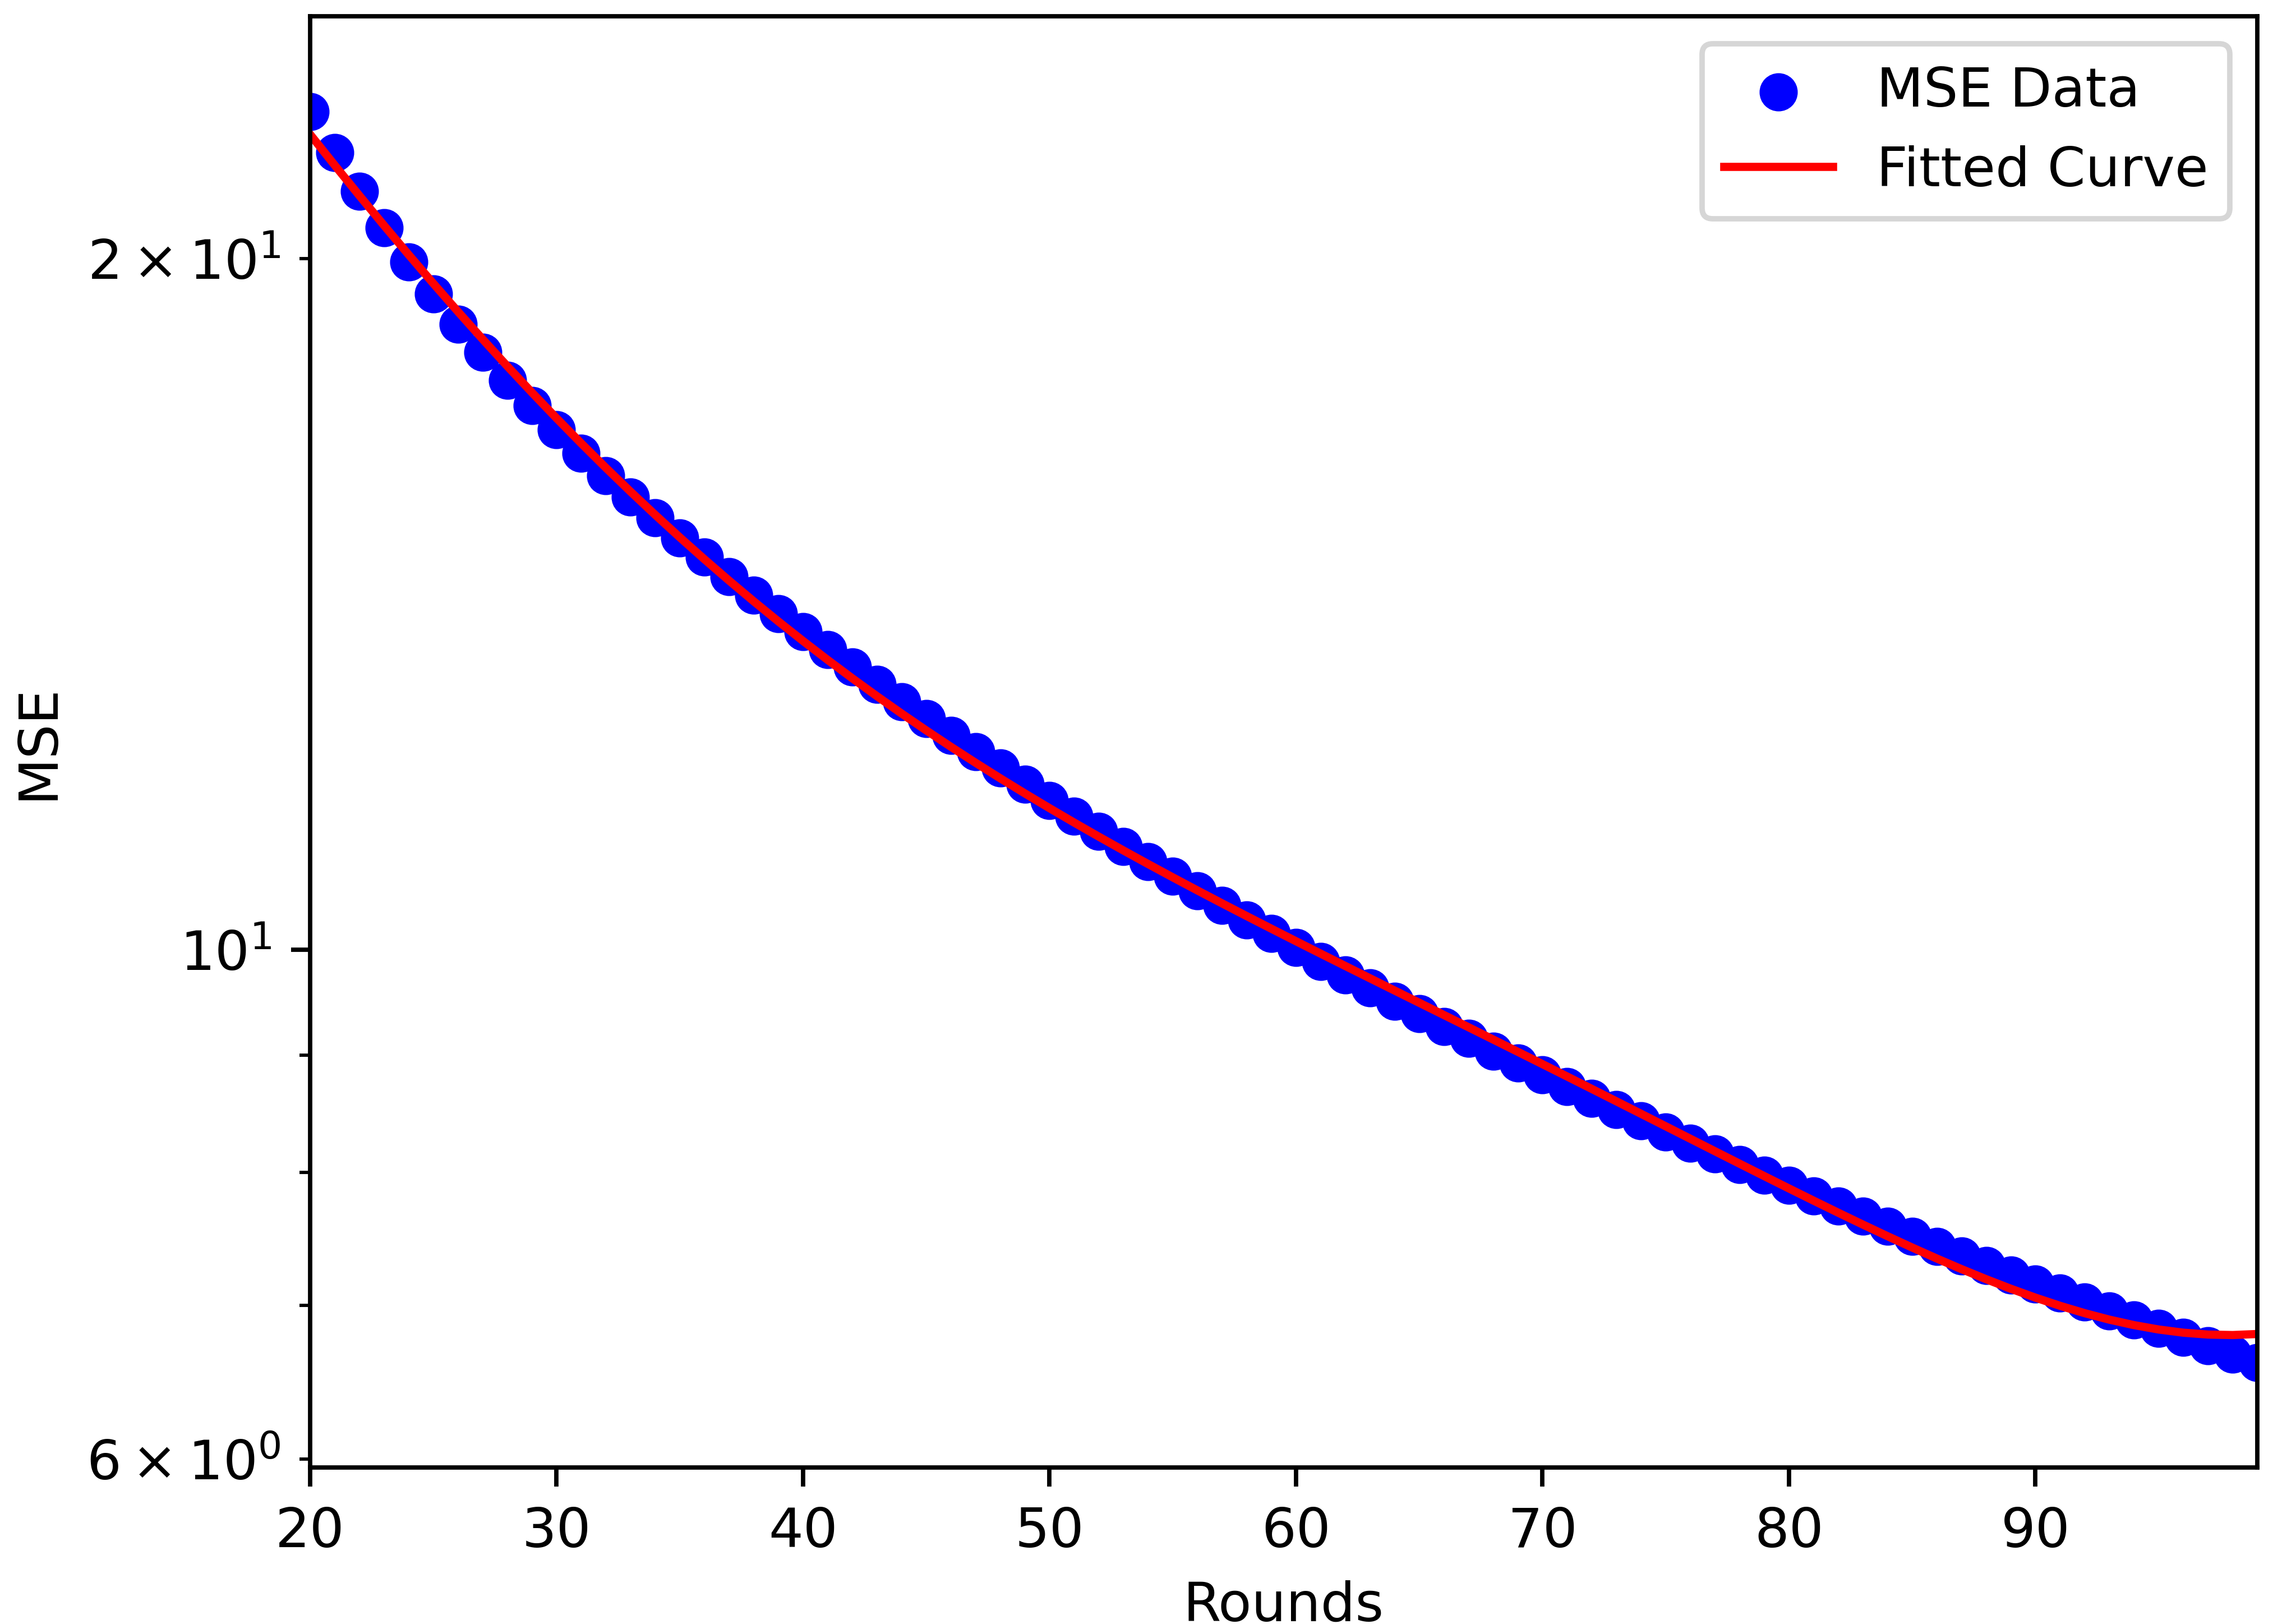 MSE Data
Fitted Curve
2 × 10¹
10¹
6 × 10⁰
MSE
20 30 40 50 60 70 80 90
Rounds